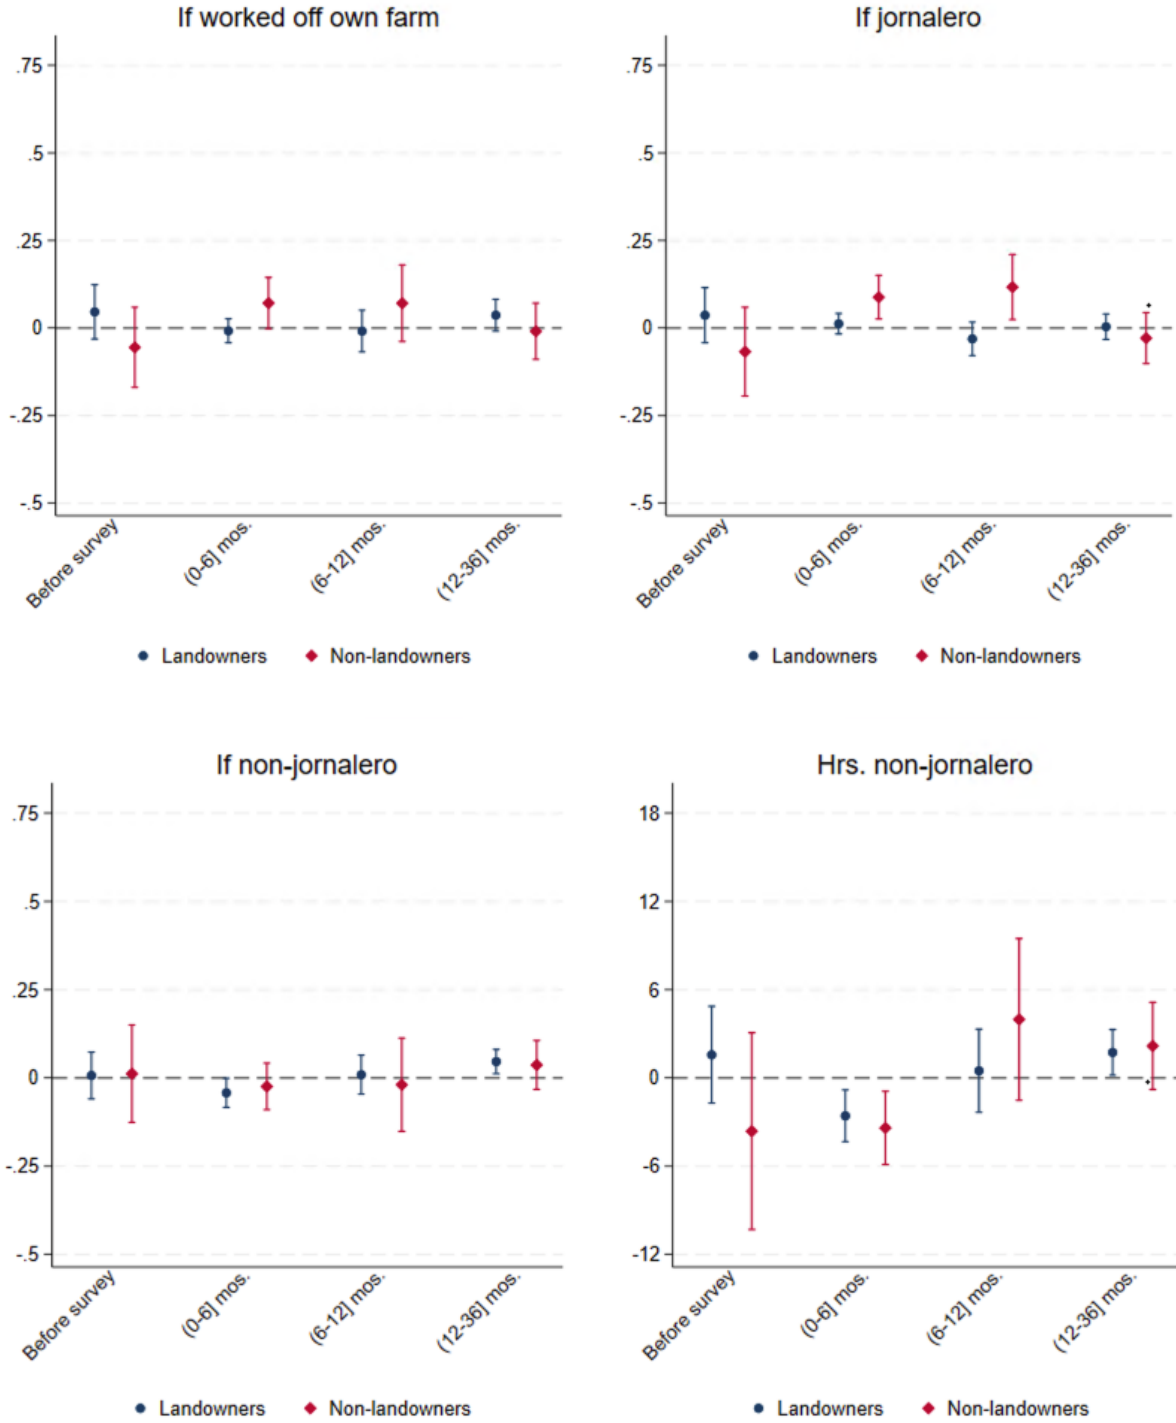 If worked off own farm
.75
.5
.25
0
-.25
-.5
Before survey
(0-6] mos.
(6-12] mos.
(12-36] mos.
Landowners Non-landowners
If jornalero
.75
.5
.25
0
-.25
-.5
Before survey
(0-6] mos.
(6-12] mos.
(12-36] mos.
Landowners Non-landowners
If non-jornalero
.75
.5
.25
0
-.25
-.5
Before survey
(0-6] mos.
(6-12] mos.
(12-36] mos.
Landowners Non-landowners
Hrs. non-jornalero
18
12
6
0
-6
-12
Before survey
(0-6] mos.
(6-12] mos.
(12-36] mos.
Landowners Non-landowners